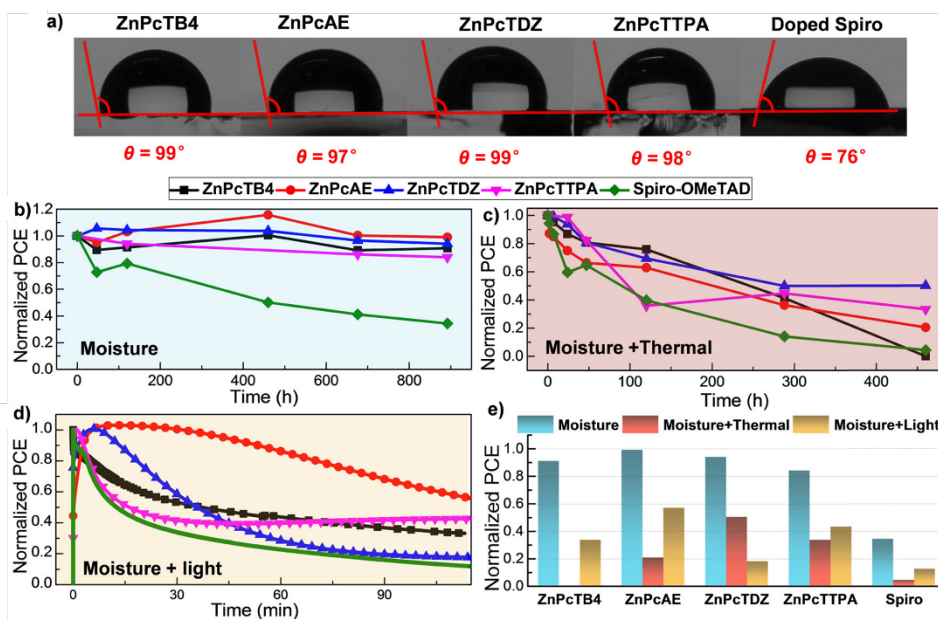 a)
ZnPcTB4 ZnPcAE ZnPcTDZ ZnPcTTPA Doped Spiro
θ = 99° θ = 97° θ = 99° θ = 98° θ = 76°
ZnPcTB4 ZnPcAE ZnPcTDZ ZnPcTTPA Spiro-OMeTAD
b)
Normalized PCE
1.2
1.0
0.8
0.6
0.4
0.2
0.0
Moisture
0 200 400 600 800
Time (h)
c)
Normalized PCE
1.0
0.8
0.6
0.4
0.2
0.0
Moisture +Thermal
0 100 200 300 400
Time (h)
d)
Normalized PCE
1.0
0.8
0.6
0.4
0.2
0.0
Moisture + light
0 30 60 90
Time (min)
e)
Moisture Moisture+Thermal Moisture+Light
Normalized PCE
1.0
0.8
0.6
0.4
0.2
0.0
ZnPcTB4 ZnPcAE ZnPcTDZ ZnPcTTPA Spiro